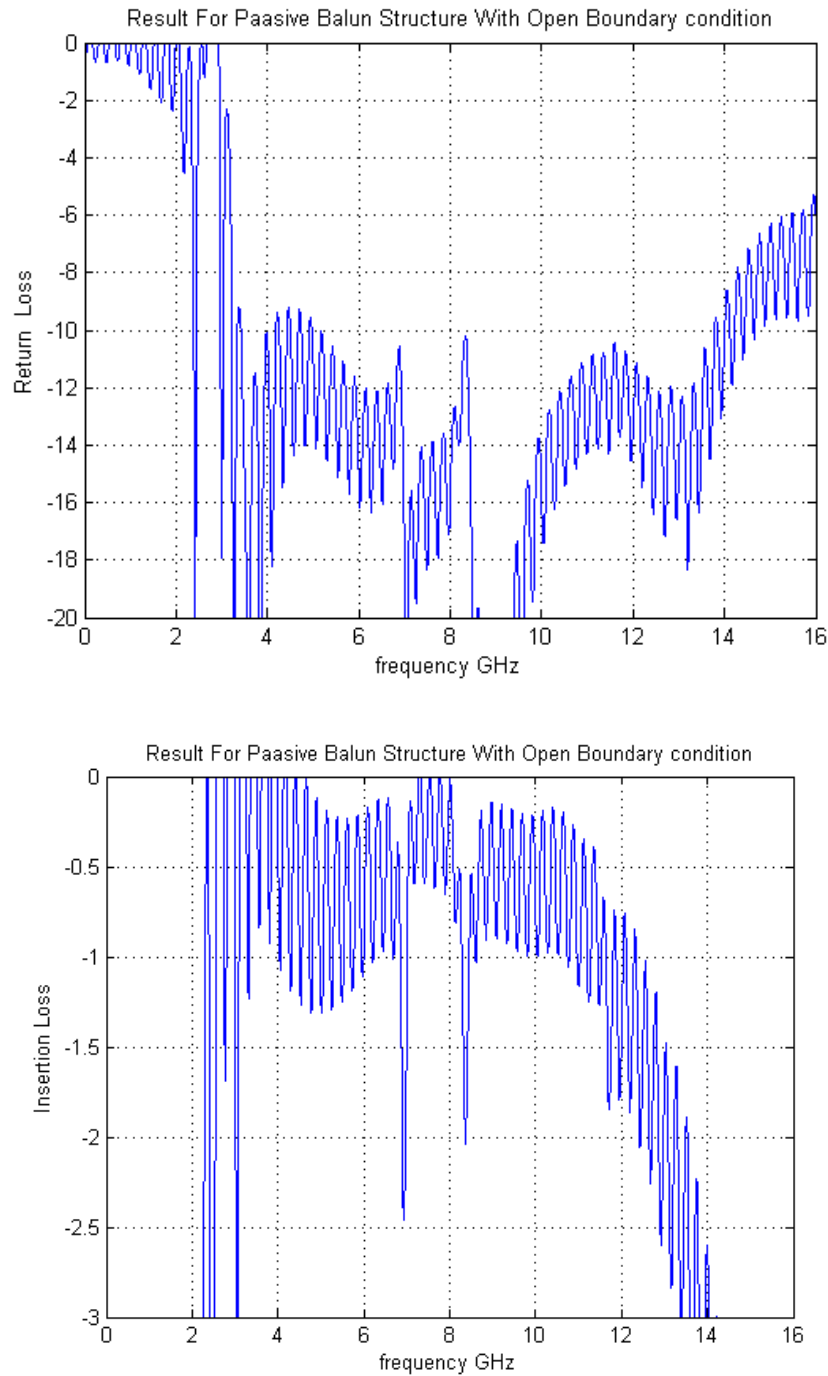 Result For Paasive Balun Structure With Open Boundary condition
0
-2
-4
-6
-8
-10
-12
-14
-16
-18
-20
Return Loss
0 2 4 6 8 10 12 14 16
frequency GHz
Result For Paasive Balun Structure With Open Boundary condition
0
-0.5
-1
-1.5
-2
-2.5
-3
Insertion Loss
0 2 4 6 8 10 12 14 16
frequency GHz